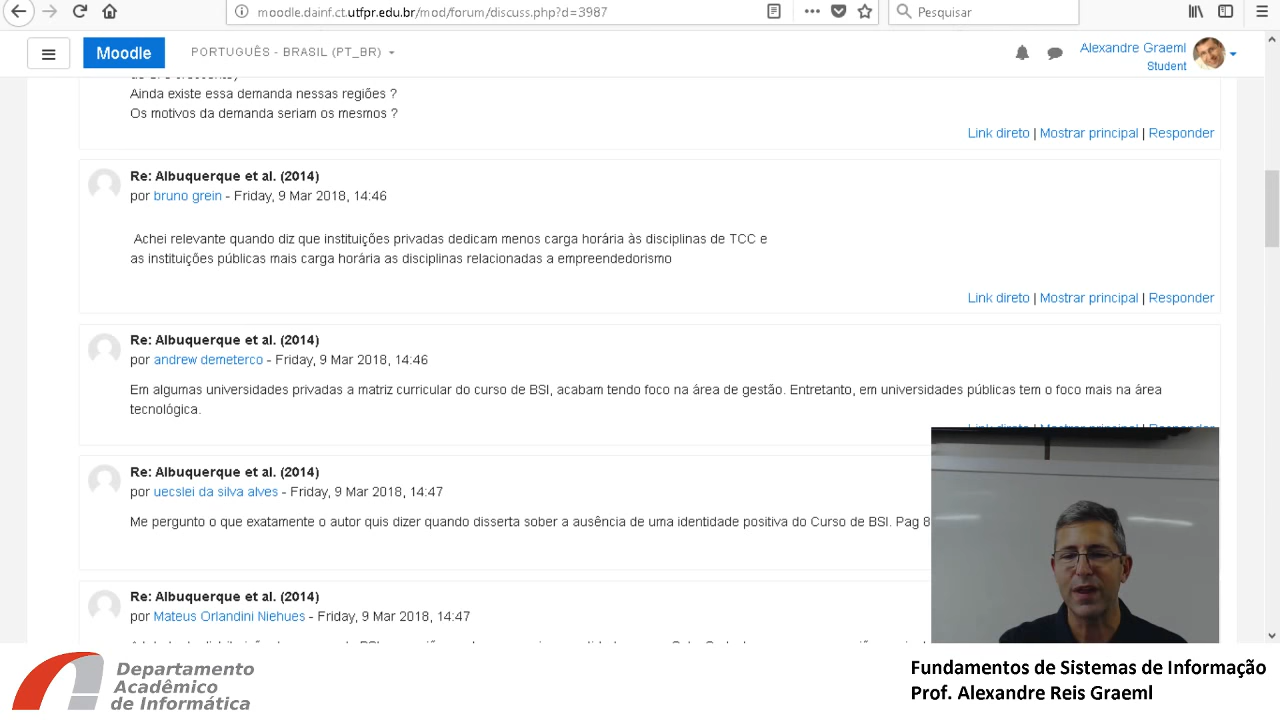 moodle.dainf.ct.utfpr.edu.br/mod/forum/discuss.php?d=3987
Pesquisar
Moodle
PORTUGUÊS - BRASIL (PT_BR)
Alexandre Graeml
Student
Ainda existe essa demanda nessas regiões ?
Os motivos da demanda seriam os mesmos ?
Link direto | Mostrar principal | Responder
Re: Albuquerque et al. (2014)
por bruno grein - Friday, 9 Mar 2018, 14:46
Achei relevante quando diz que instituições privadas dedicam menos carga horária às disciplinas de TCC e
as instituições públicas mais carga horária as disciplinas relacionadas a empreendedorismo
Link direto | Mostrar principal | Responder
Re: Albuquerque et al. (2014)
por andrew demeterco - Friday, 9 Mar 2018, 14:46
Em algumas universidades privadas a matriz curricular do curso de BSI, acabam tendo foco na área de gestão. Entretanto, em universidades públicas tem o foco mais na área
tecnológica.
Re: Albuquerque et al. (2014)
por uecslei da silva alves - Friday, 9 Mar 2018, 14:47
Me pergunto o que exatamente o autor quis dizer quando disserta sober a ausência de uma identidade positiva do Curso de BSI. Pag 8
Re: Albuquerque et al. (2014)
por Mateus Orlandini Niehues - Friday, 9 Mar 2018, 14:47
Departamento
Acadêmico
de Informática
Fundamentos de Sistemas de Informação
Prof. Alexandre Reis Graeml